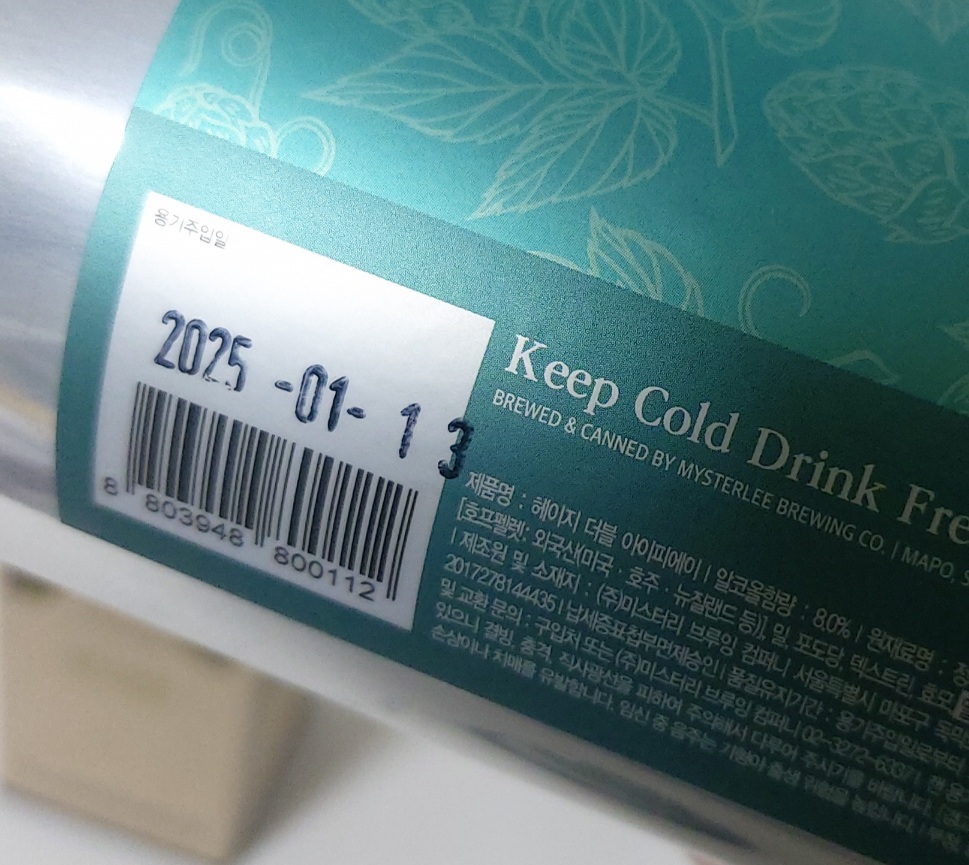 용기주입일
2025 -01- 13
8 803948 800112
Keep Cold Drink Fre
BREWED & CANNED BY MYSTERLEE BREWING CO. | MAPO, S
제품명 : 헤이지 더블 아이피에이 | 알코올함량 : 8.0% | 원재료명 : 정
[호프펠렛: 외국산(미국 · 호주 · 뉴질랜드 등)], 밀, 포도당, 덱스트린, 효모
| 제조원 및 소재지 : (주)미스터리 브루잉 컴퍼니 서울특별시 마포구 독막
201727814443５ | 납세증표첩부면제승인 | 품질유지기간 : 용기주입일로부터
및 교환 문의 : 구입처 또는 (주)미스터리 브루잉 컴퍼니 02-3272-6337 |
있으니 결빙, 충격, 직사광선을 피하여 주의해서 다루어 주시기를 바랍니다.
손상이나 치매를 유발합니다. 임신 중 음주는 기형아 출생 위험을 높입니다.